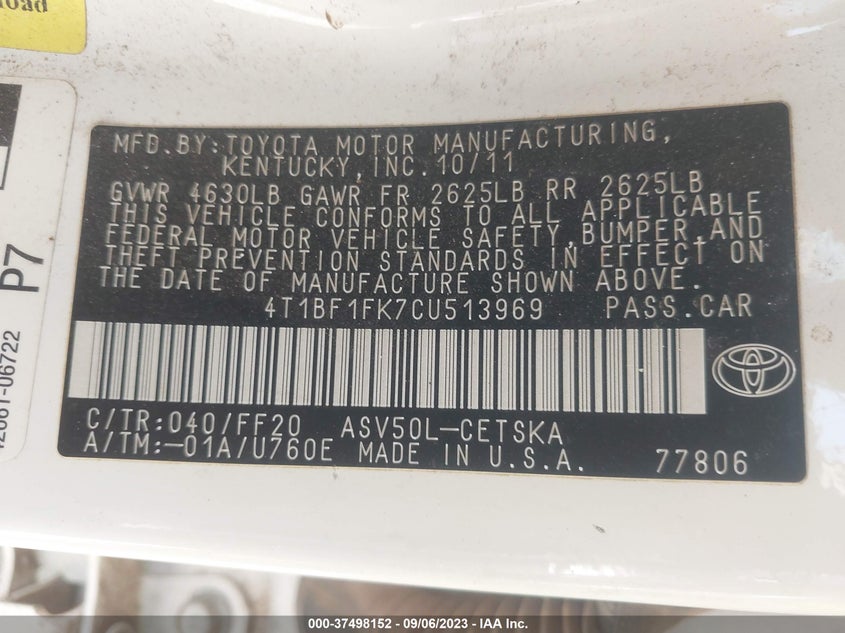 load
P7
MFD.BY:TOYOTA MOTOR MANUFACTURING,
KENTUCKY,INC.10/11
GVWR 4630LB GAWR FR 2625LB RR 2625LB
THIS VEHICLE CONFORMS TO ALL APPLICABLE
FEDERAL MOTOR VEHICLE SAFETY,BUMPER,AND
THEFT PREVENTION STANDARDS IN EFFECT ON
THE DATE OF MANUFACTURE SHOWN ABOVE.
4T1BF1FK7CU513969 PASS.CAR
C/TR:040/FF20 ASV50L-CETSKA
A/TM:-01A/U760E MADE IN U.S.A. 77806
000-37498152 - 09/06/2023 - IAA Inc.